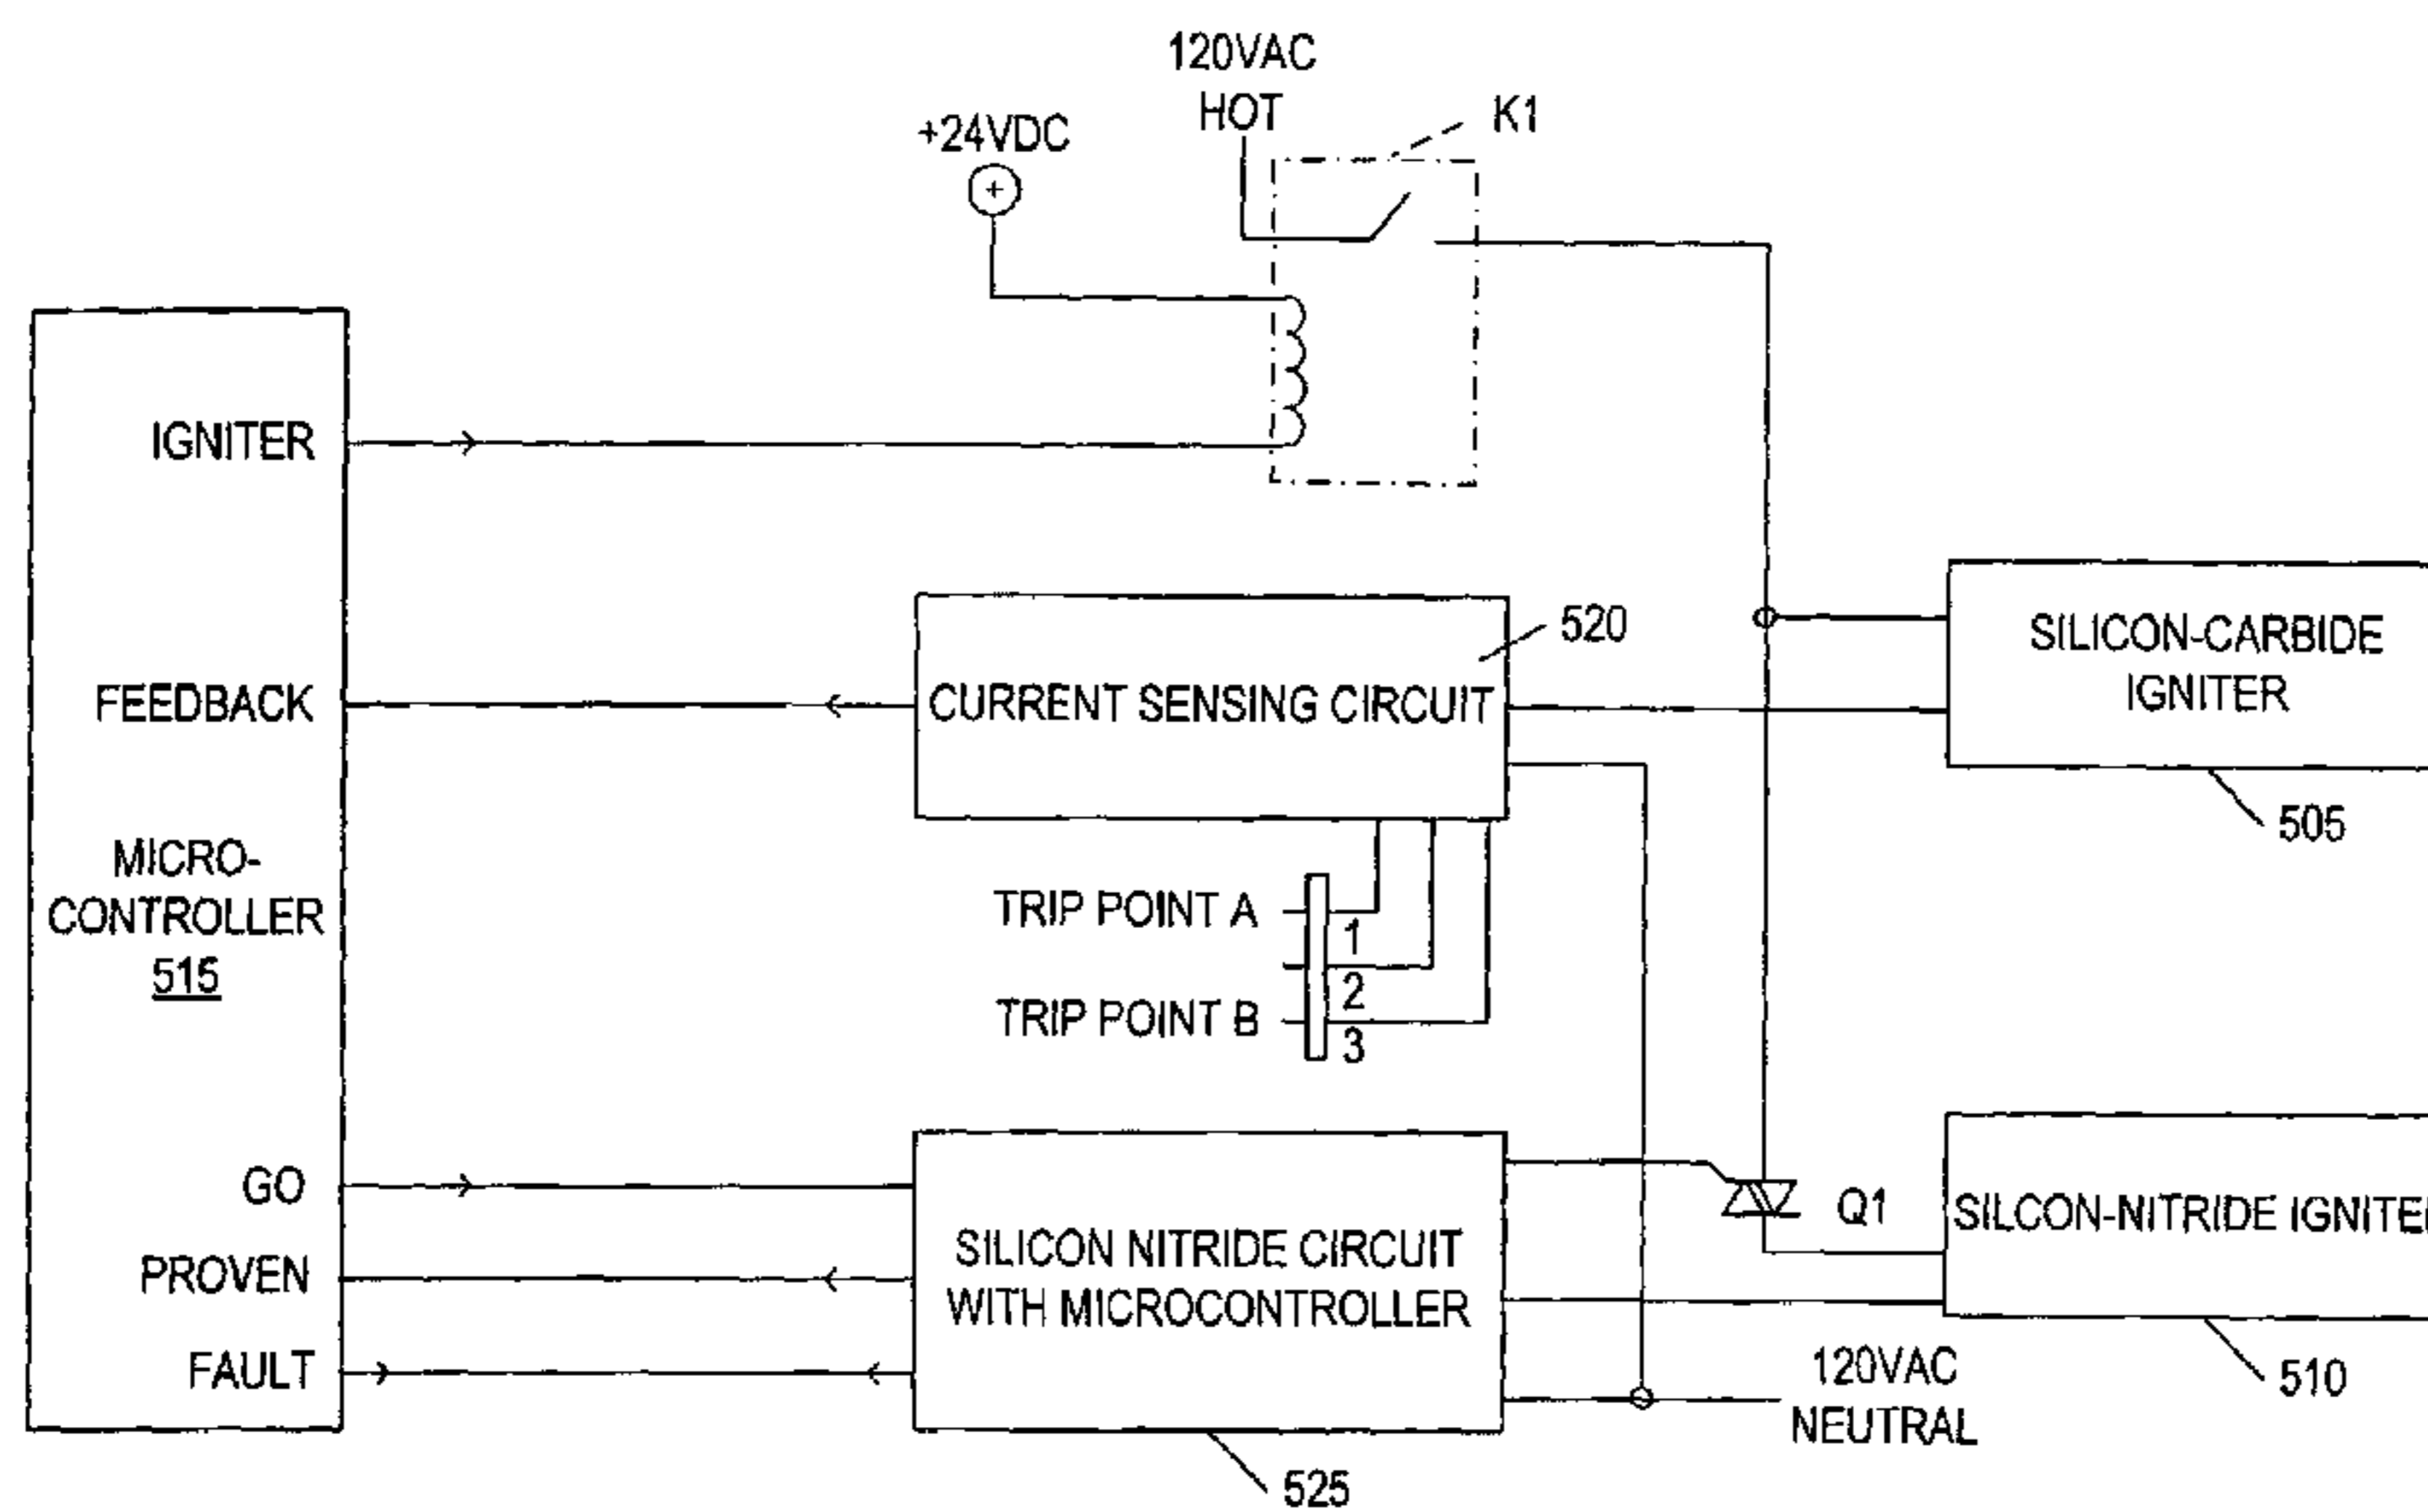 120VAC
HOT
K1
+24VDC
+
IGNITER
520
SILICON-CARBIDE
IGNITER
FEEDBACK
CURRENT SENSING CIRCUIT
505
MICRO-
CONTROLLER
515
TRIP POINT A
1
2
TRIP POINT B
3
GO
Q1
SILCON-NITRIDE IGNITER
PROVEN
SILICON NITRIDE CIRCUIT
WITH MICROCONTROLLER
FAULT
120VAC
NEUTRAL
510
525